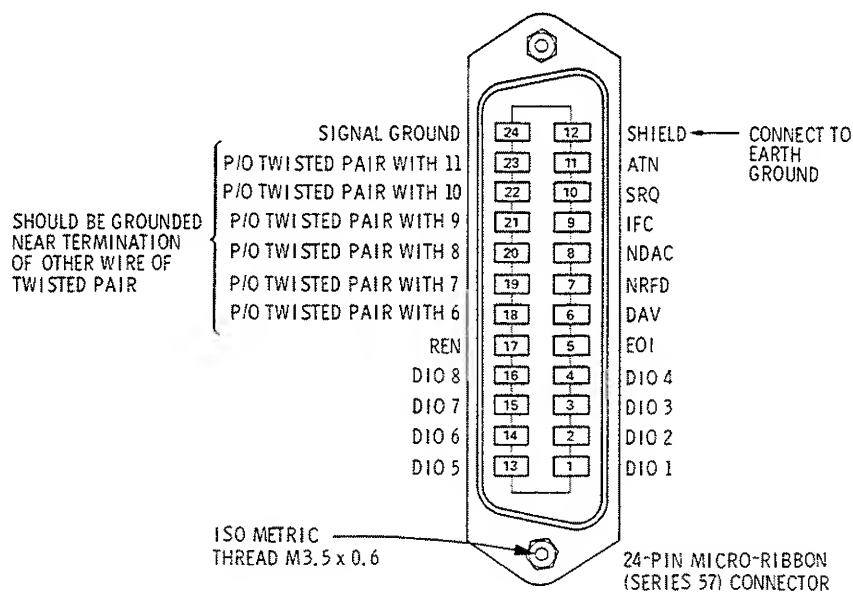 SIGNAL GROUND 24 12 SHIELD CONNECT TO
EARTH
GROUND
P/O TWISTED PAIR WITH 11 23 11 ATN
P/O TWISTED PAIR WITH 10 22 10 SRQ
SHOULD BE GROUNDED
NEAR TERMINATION
OF OTHER WIRE OF
TWISTED PAIR
P/O TWISTED PAIR WITH 9 21 9 IFC
P/O TWISTED PAIR WITH 8 20 8 NDAC
P/O TWISTED PAIR WITH 7 19 7 NRFD
P/O TWISTED PAIR WITH 6 18 6 DAV
REN 17 5 EOI
DIO 8 16 4 DIO 4
DIO 7 15 3 DIO 3
DIO 6 14 2 DIO 2
DIO 5 13 1 DIO 1
ISO METRIC
THREAD M3.5 x 0.6
24-PIN MICRO-RIBBON
(SERIES 57) CONNECTOR